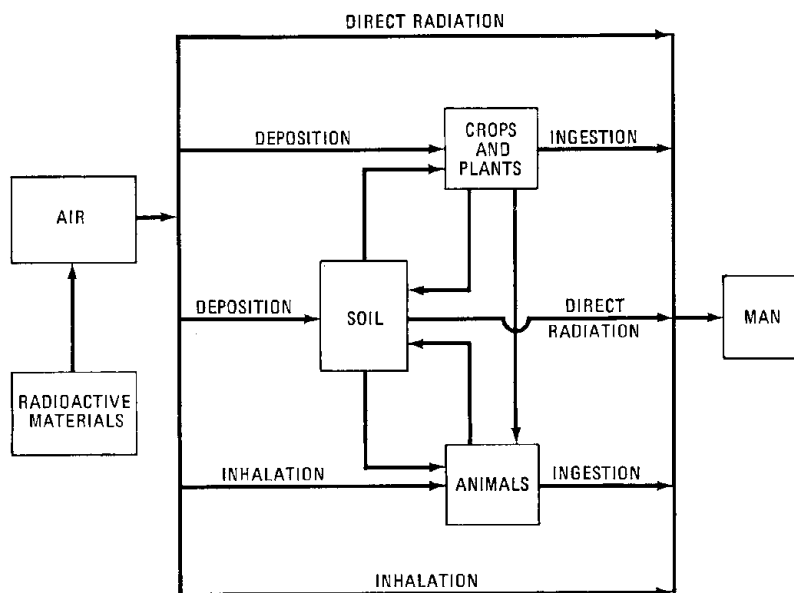 DIRECT RADIATION
DEPOSITION
CROPS
AND
PLANTS
INGESTION
AIR
DEPOSITION
SOIL
DIRECT
RADIATION
MAN
RADIOACTIVE
MATERIALS
INHALATION
ANIMALS
INGESTION
INHALATION